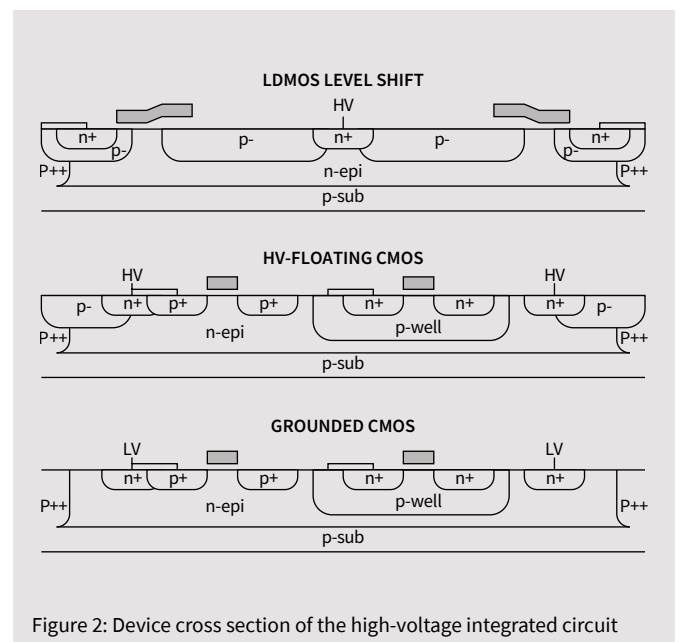 LDMOS LEVEL SHIFT
HV
n+ p- n+ p- n+
p- p-
P++ n-epi P++
p-sub
HV-FLOATING CMOS
HV HV
p- n+ p+ p+ n+ n+ n+ p-
P++ n-epi p-well P++
p-sub
GROUNDED CMOS
LV LV
n+ p+ p+ n+ n+ n+
P++ n-epi p-well P++
p-sub
Figure 2: Device cross section of the high-voltage integrated circuit